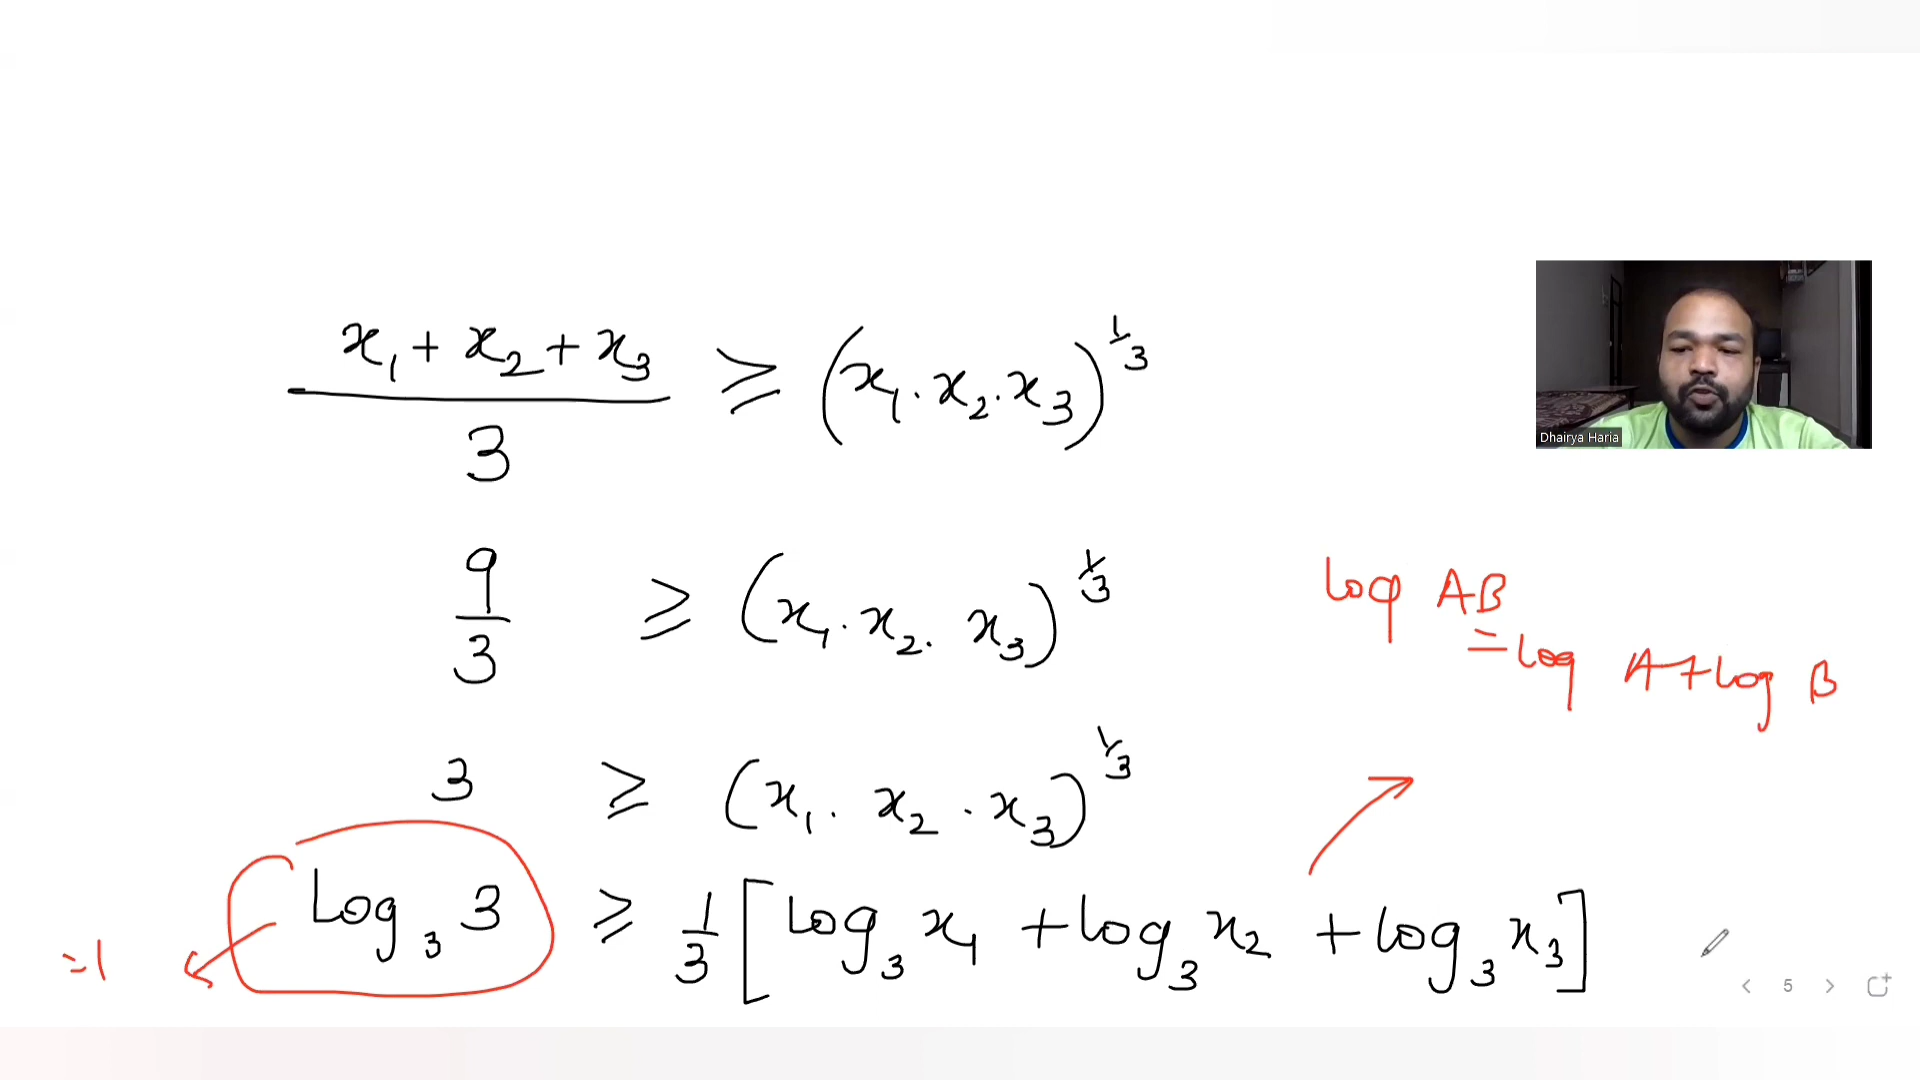 x₁ + x₂ + x₃ / 3 ≥ (x₁ . x₂ . x₃)^1/3
Dhairya Haria
9/3 ≥ (x₁ . x₂ . x₃)^1/3
log AB
= log A + log B
3 ≥ (x₁ . x₂ . x₃)^1/3
Log₃ 3 ≥ 1/3 [log₃ x₁ + log₃ x₂ + log₃ x₃]
=1
5